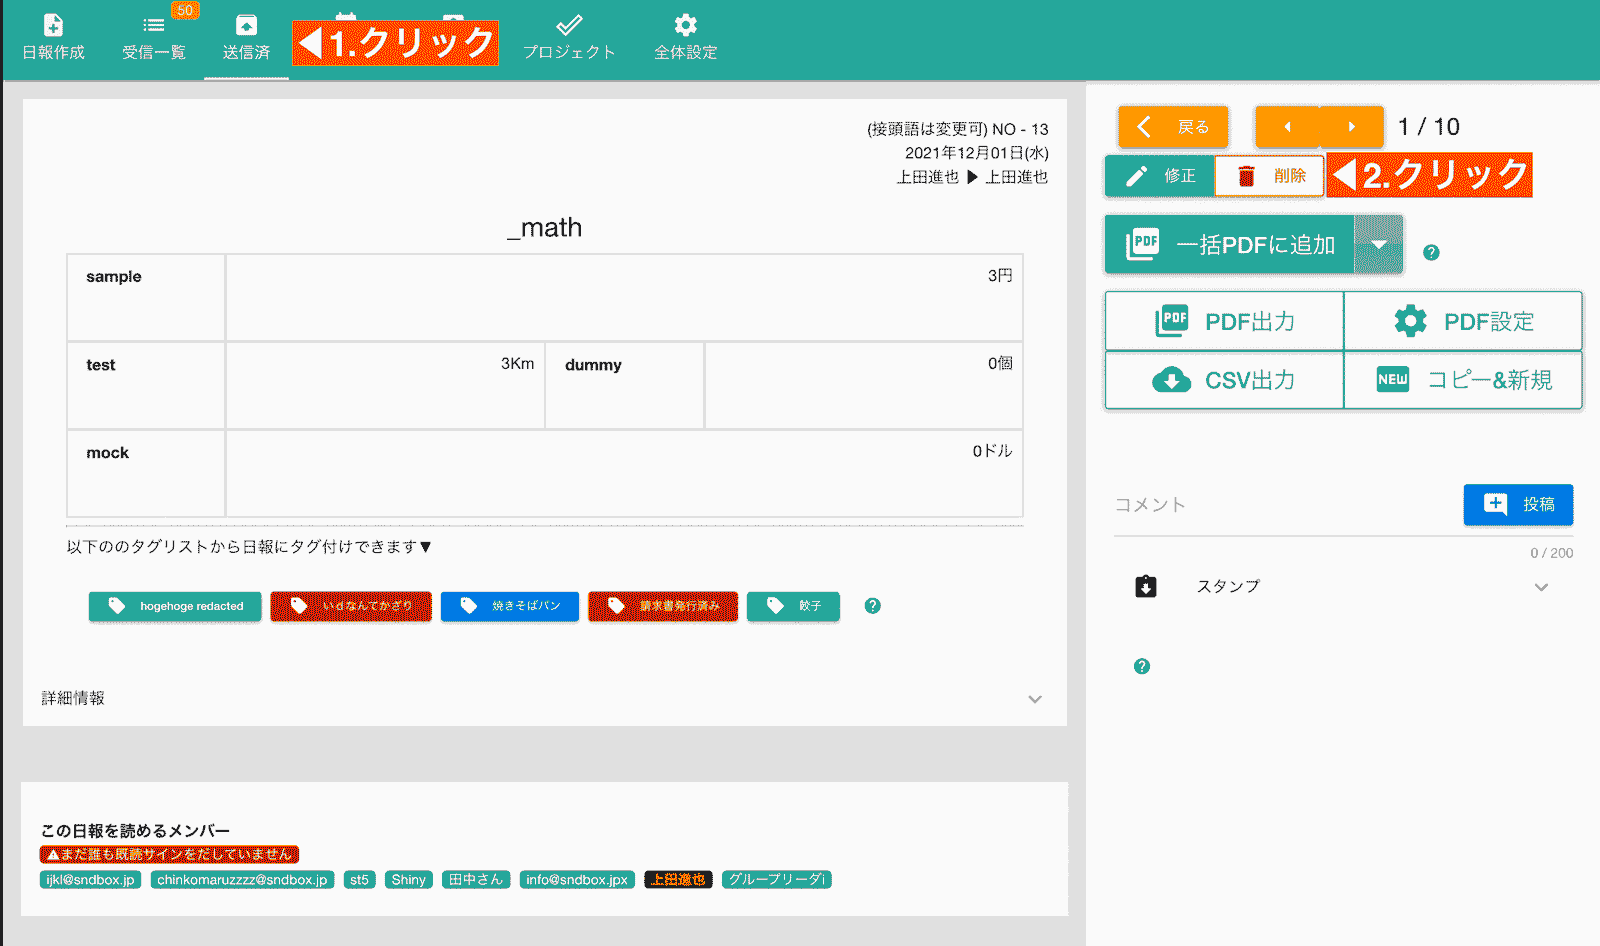 日報作成
50
受信一覧
送信済
◀1.クリック
プロジェクト
全体設定
(接頭語は変更可) NO - 13
2021年12月01日(水)
上田進也 ▶ 上田進也
_math
sample 3円
test 3Km dummy 0個
mock 0ドル
以下ののタグリストから日報にタグ付けできます▼
hogehoge redacted いｄなんてかざり 焼きそばパン 請求書発行済み 餃子
詳細情報
この日報を読めるメンバー
まだ誰も既読サインをだしていません
ijkl@sndbox.jp chinkomaruzzzz@sndbox.jp st5 Shiny 田中さん info@sndbox.jpx 上田進也 グループリーダi
戻る 1 / 10
修正 削除 ◀2.クリック
PDF 一括PDFに追加
PDF PDF出力 PDF設定
CSV出力 NEW コピー&新規
コメント 投稿
0 / 200
スタンプ